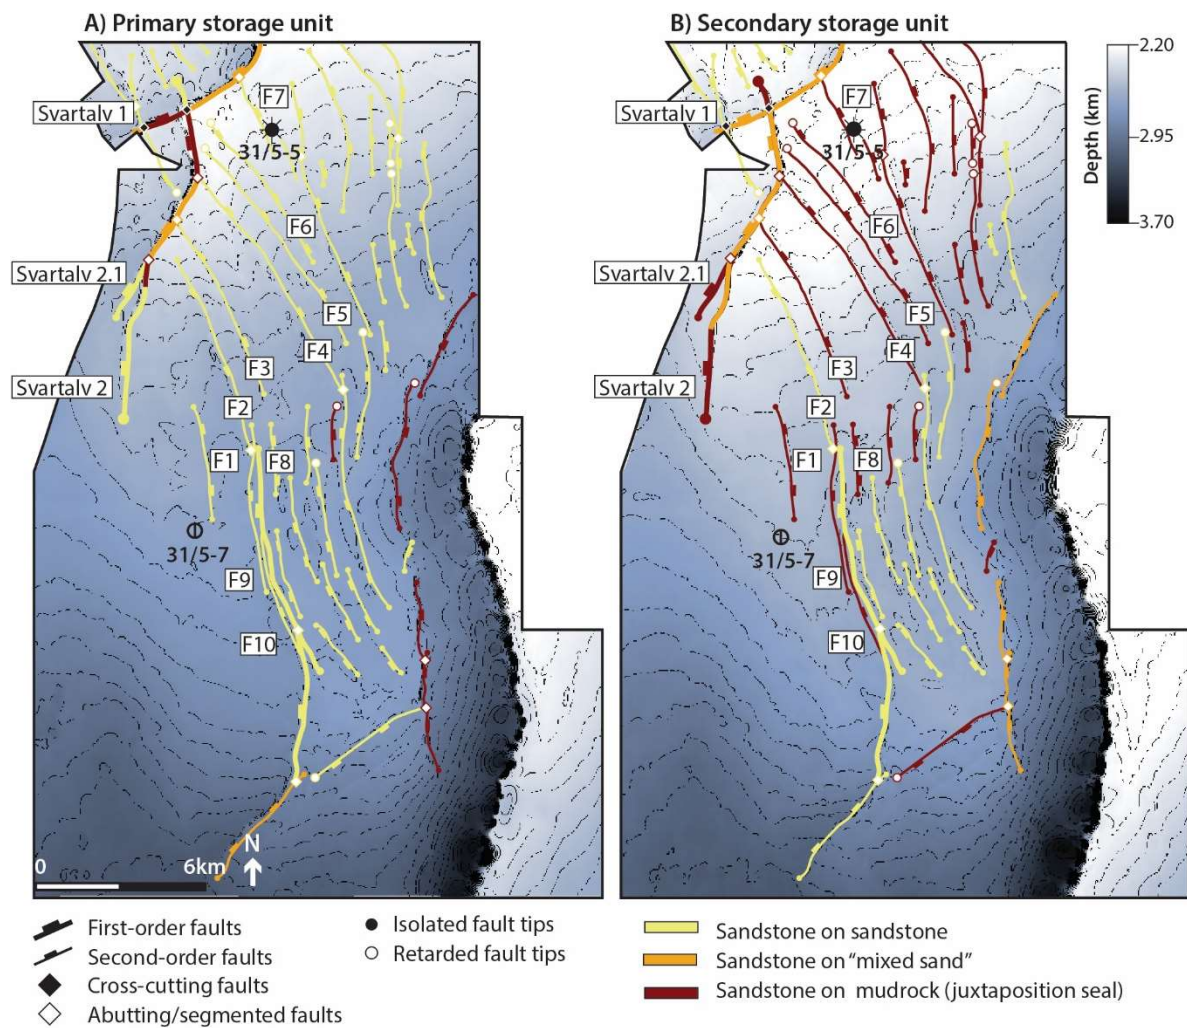 A) Primary storage unit
Svartalv 1
F7
31/5-5
F6
Svartalv 2.1
F5
F4
F3
Svartalv 2
F2
F1
F8
31/5-7
F9
F10
N
0 6km
B) Secondary storage unit
Svartalv 1
F7
31/5-5
F6
Svartalv 2.1
F5
F4
F3
Svartalv 2
F2
F1
F8
31/5-7
F9
F10
2.20
2.95
3.70
Depth (km)
First-order faults
Second-order faults
Cross-cutting faults
Abutting/segmented faults
Isolated fault tips
Retarded fault tips
Sandstone on sandstone
Sandstone on “mixed sand”
Sandstone on mudrock (juxtaposition seal)